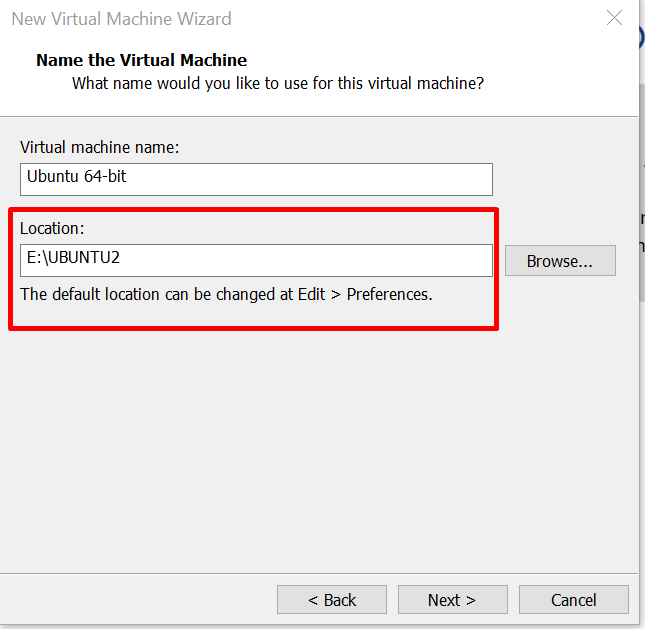 New Virtual Machine Wizard
Name the Virtual Machine
What name would you like to use for this virtual machine?
Virtual machine name:
Ubuntu 64-bit
Location:
E:\UBUNTU2
Browse...
The default location can be changed at Edit > Preferences.
< Back
Next >
Cancel